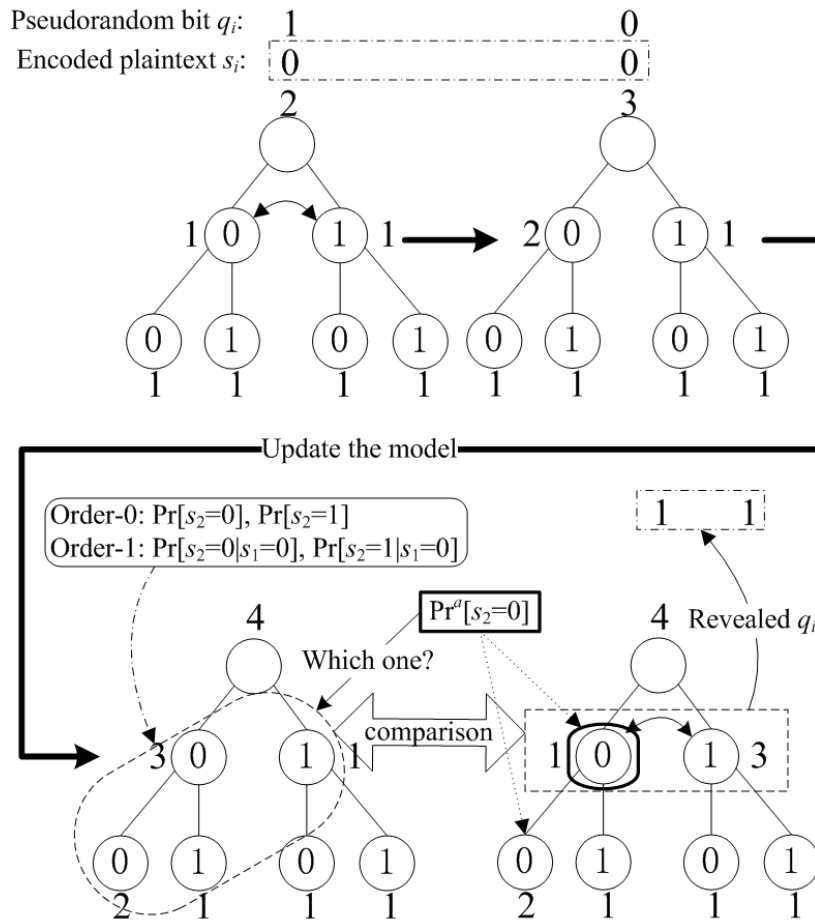 Pseudorandom bit qᵢ: 1 0
Encoded plaintext sᵢ: 0 0
2 3
1 0 1 1 2 0 1 1
0 1 0 1 0 1 0 1
1 1 1 1 1 1 1 1
Update the model
1 1
Order-0: Pr[s₂=0], Pr[s₂=1]
Order-1: Pr[s₂=0|s₁=0], Pr[s₂=1|s₁=0]
Prᵃ[s₂=0]
4 4
Revealed qᵢ
Which one?
comparison
3 0 1 1 1 0 1 3
0 1 0 1 0 1 0 1
2 1 1 1 2 1 1 1